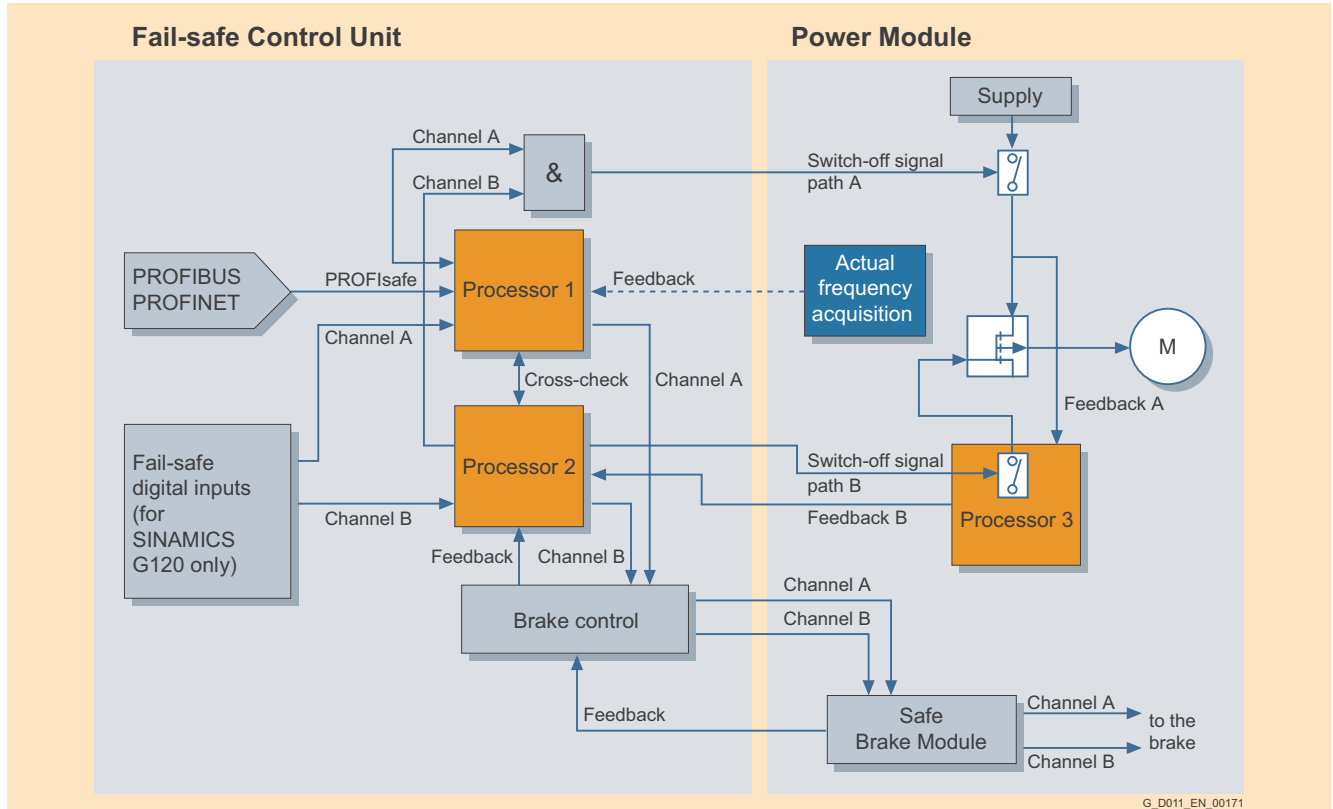 Fail-safe Control Unit
Power Module
Supply
Channel A
&
Channel B
Switch-off signal
path A
PROFIBUS
PROFINET
PROFIsafe
Processor 1
Feedback
Actual
frequency
acquisition
Channel A
M
Cross-check
Channel A
Feedback A
Fail-safe
digital inputs
(for
SINAMICS
G120 only)
Channel B
Processor 2
Switch-off signal
path B
Feedback B
Processor 3
Feedback
Channel B
Brake control
Channel A
Channel B
Feedback
Safe
Brake Module
Channel A
Channel B
to the
brake
G_D011_EN_00171